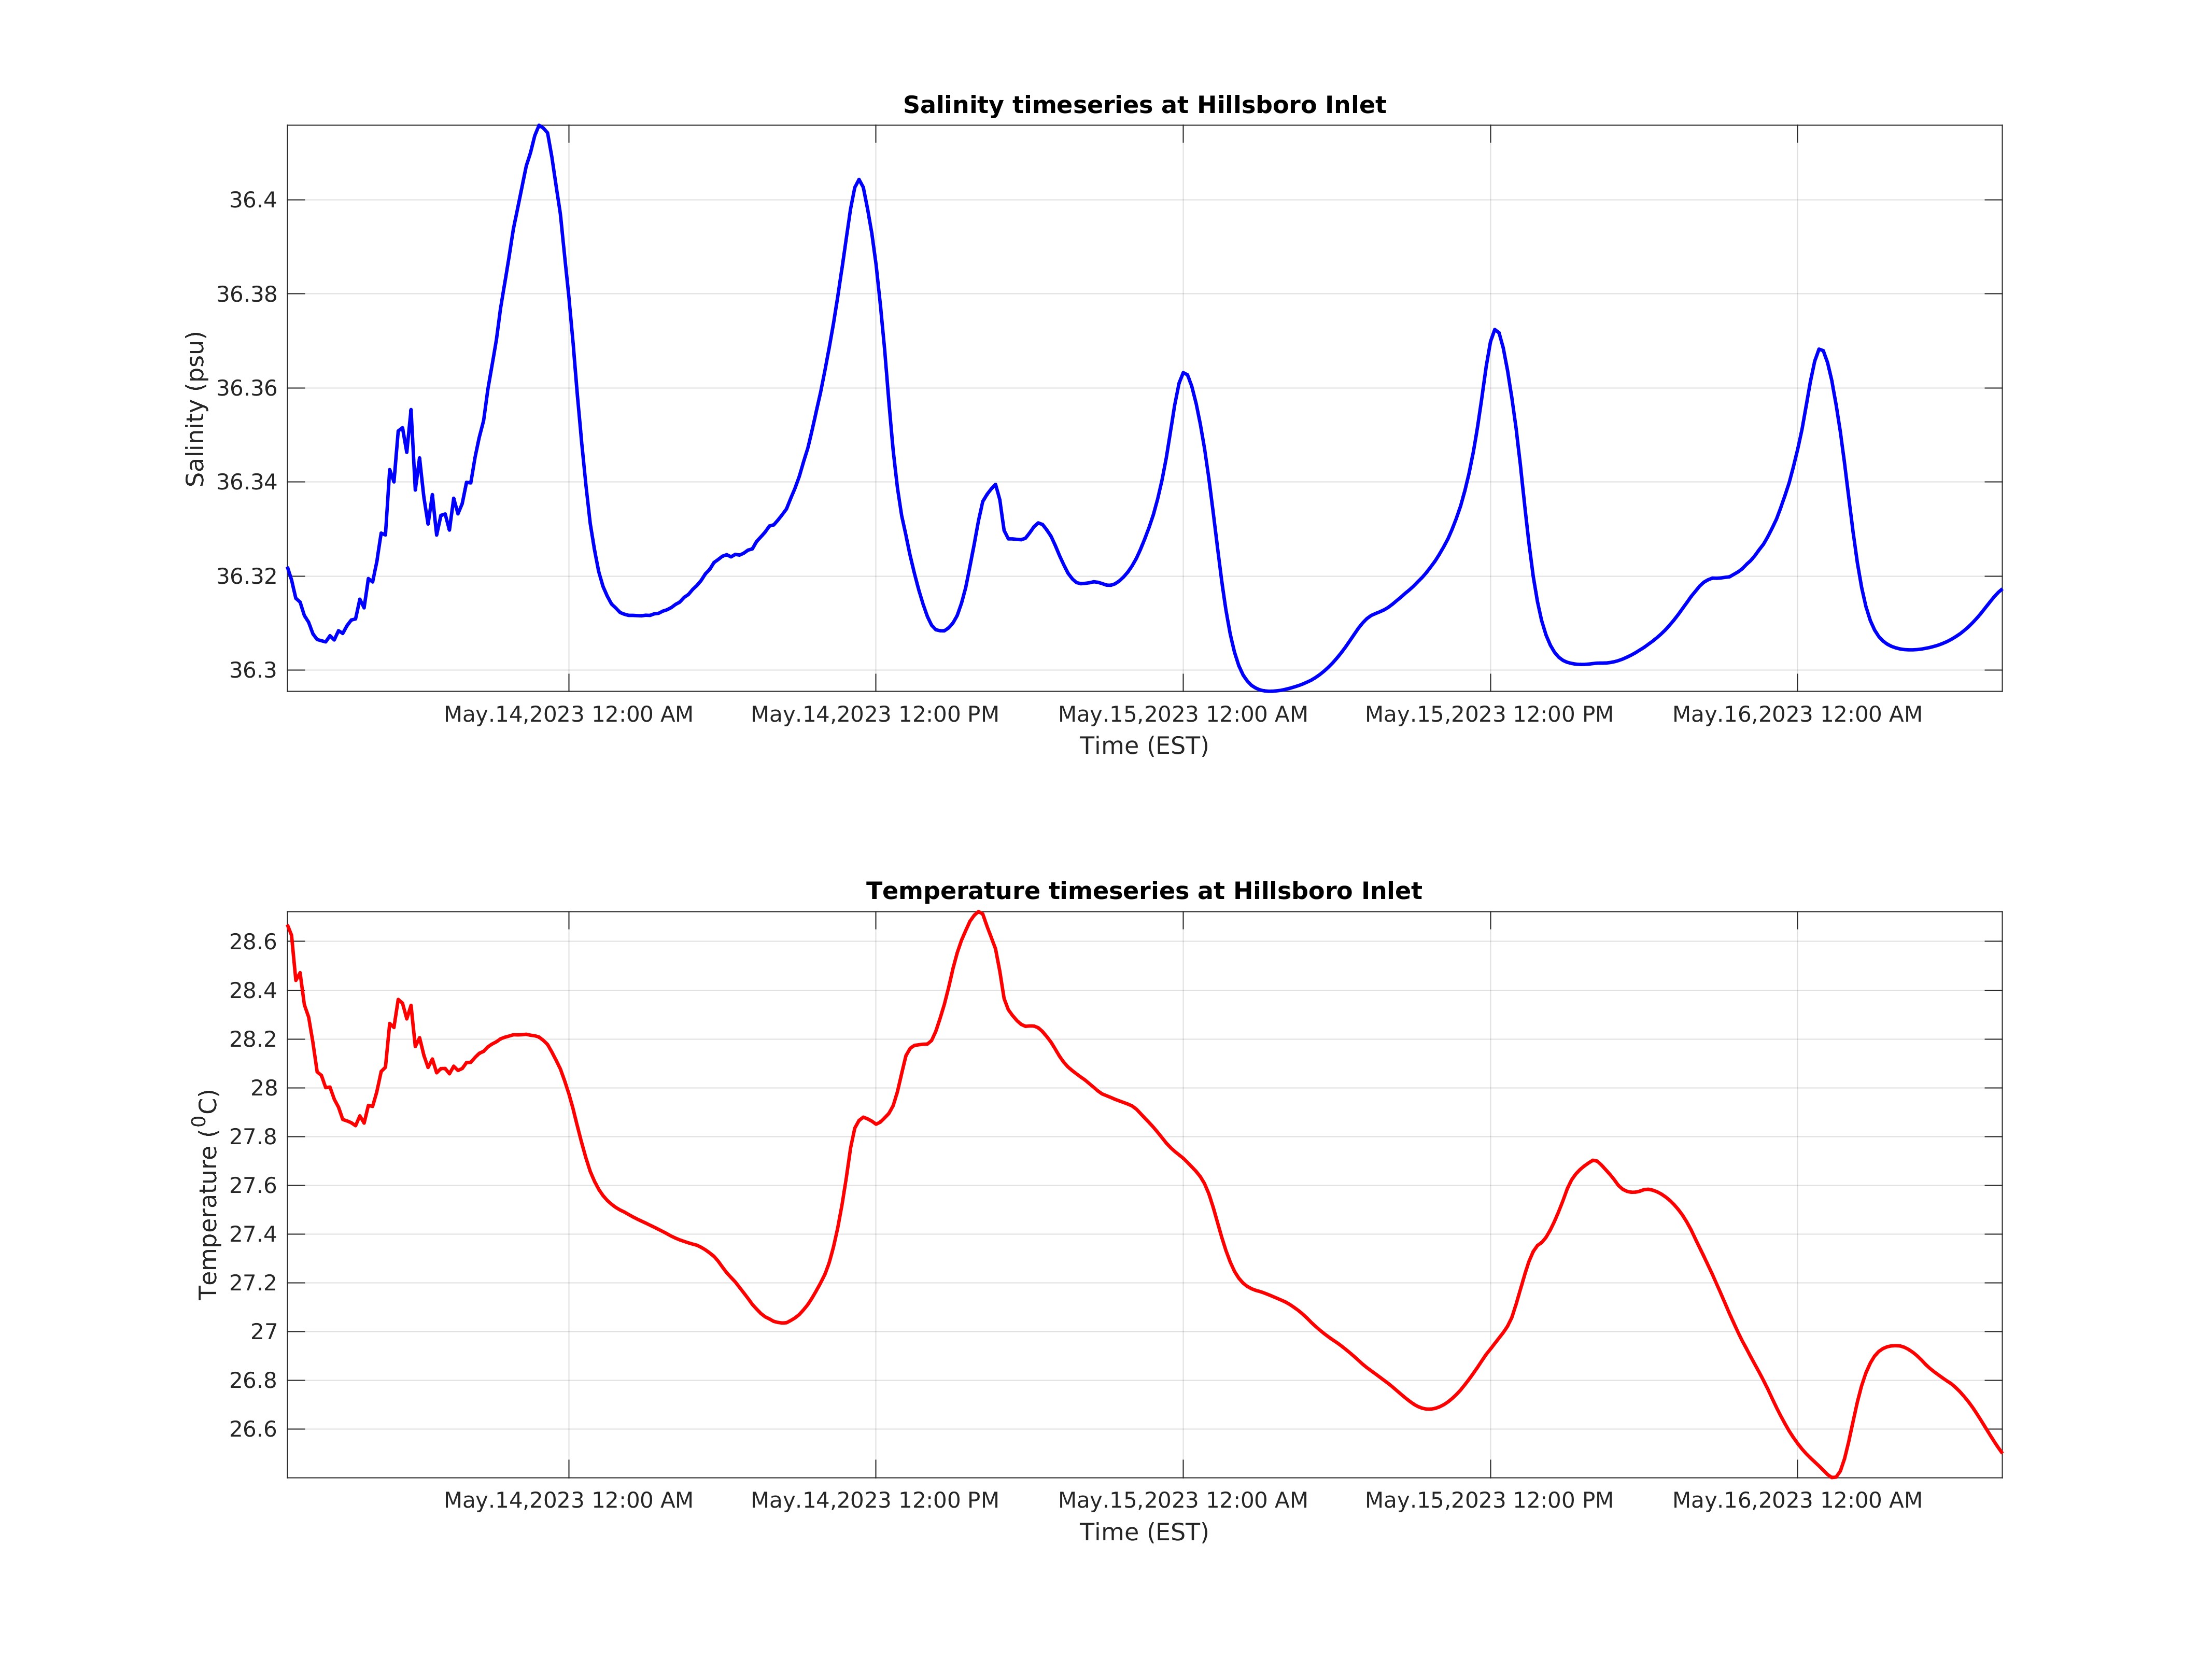 Salinity timeseries at Hillsboro Inlet
36.4
36.38
36.36
36.34
36.32
36.3
Salinity (psu)
May.14,2023 12:00 AM May.14,2023 12:00 PM May.15,2023 12:00 AM May.15,2023 12:00 PM May.16,2023 12:00 AM
Time (EST)
Temperature timeseries at Hillsboro Inlet
28.6
28.4
28.2
28
27.8
27.6
27.4
27.2
27
26.8
26.6
Temperature (⁰C)
May.14,2023 12:00 AM May.14,2023 12:00 PM May.15,2023 12:00 AM May.15,2023 12:00 PM May.16,2023 12:00 AM
Time (EST)